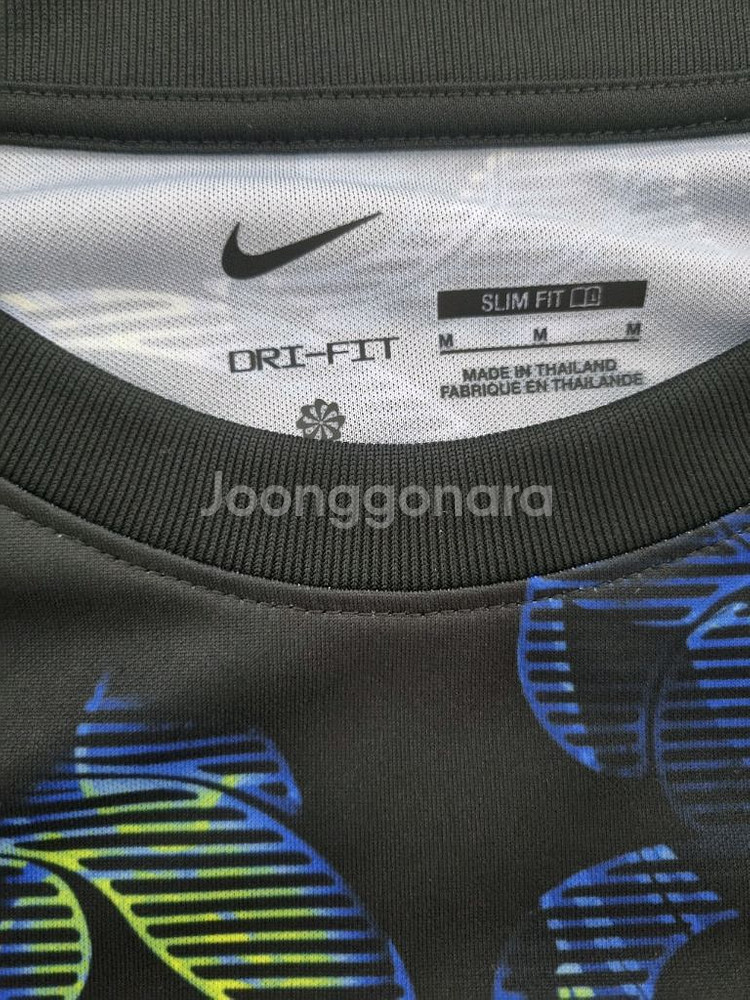 SLIM FIT
M M M
DRI-FIT
MADE IN THAILAND
FABRIQUE EN THAILANDE
Joonggonara